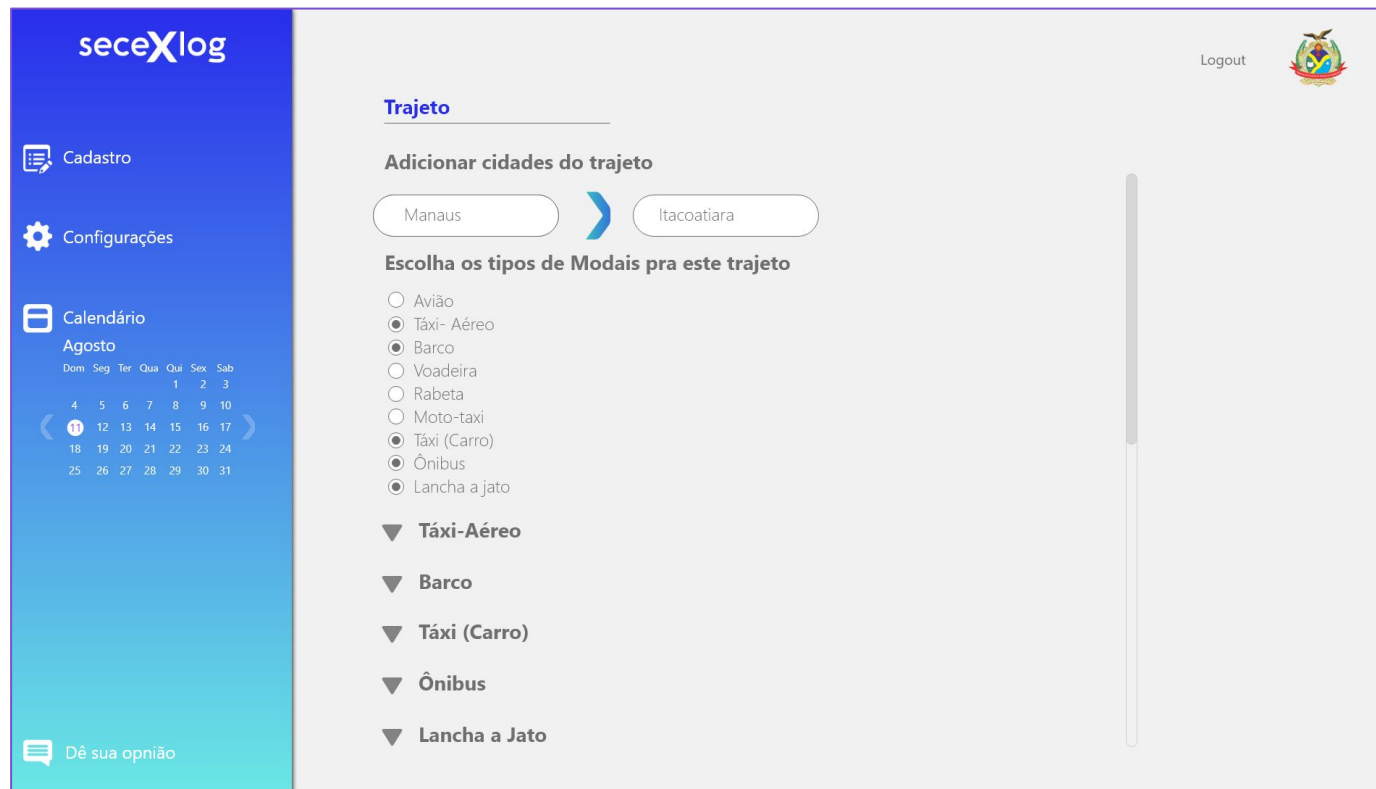 seceXlog
Logout
Cadastro
Configurações
Calendário
Agosto
Dom Seg Ter Qua Qui Sex Sab
1 2 3
4 5 6 7 8 9 10
11 12 13 14 15 16 17
18 19 20 21 22 23 24
25 26 27 28 29 30 31
Dê sua opnião
Trajeto
Adicionar cidades do trajeto
Manaus
Itacoatiara
Escolha os tipos de Modais pra este trajeto
Avião
Táxi- Aéreo
Barco
Voadeira
Rabeta
Moto-taxi
Táxi (Carro)
Ônibus
Lancha a jato
Táxi-Aéreo
Barco
Táxi (Carro)
Ônibus
Lancha a Jato